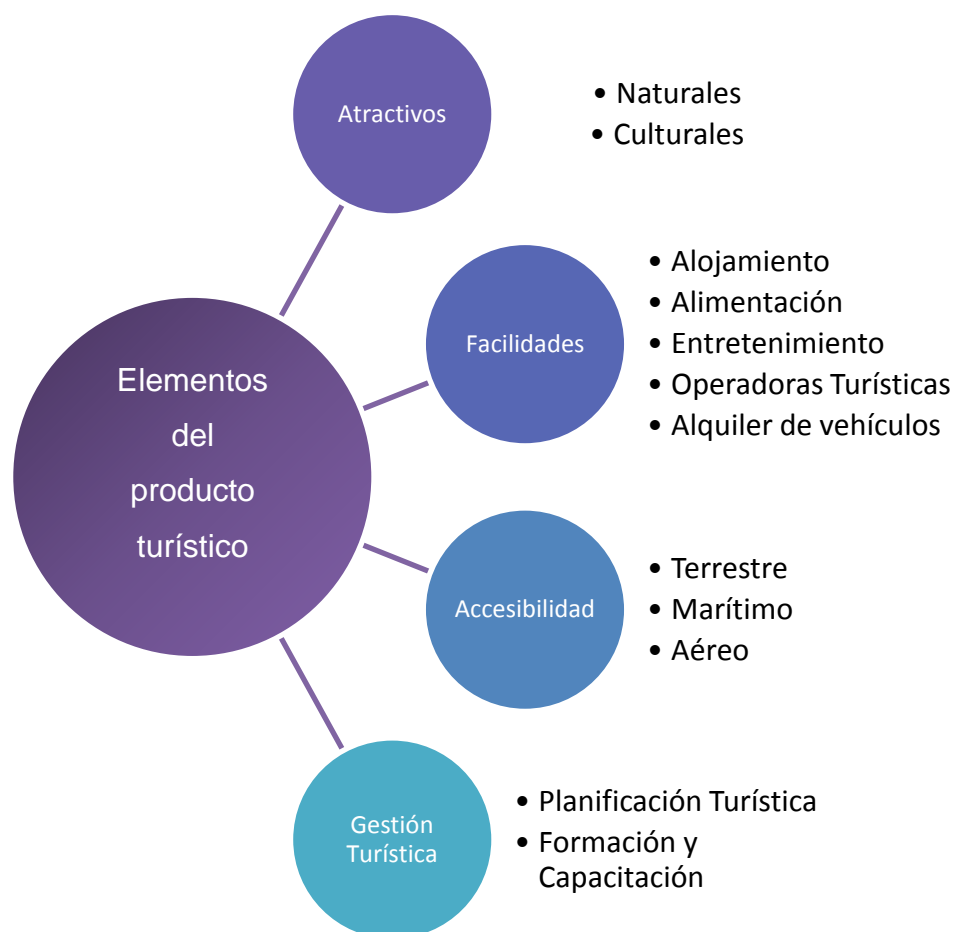 Elementos
del
producto
turístico
Atractivos
• Naturales
• Culturales
Facilidades
• Alojamiento
• Alimentación
• Entretenimiento
• Operadoras Turísticas
• Alquiler de vehículos
Accesibilidad
• Terrestre
• Marítimo
• Aéreo
Gestión
Turística
• Planificación Turística
• Formación y
Capacitación